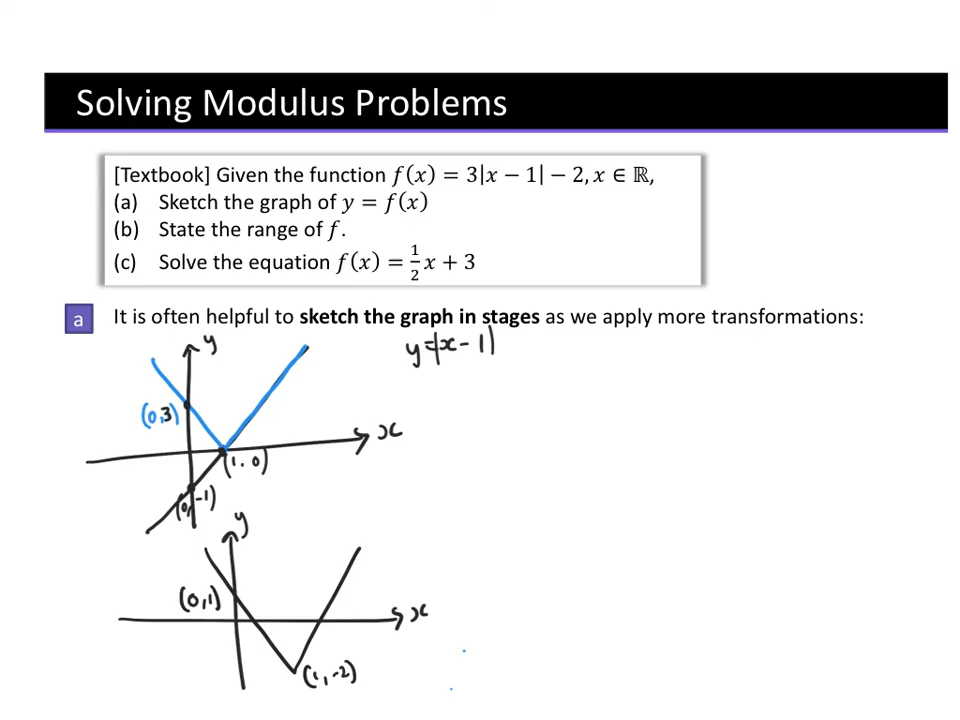 Solving Modulus Problems
[Textbook] Given the function f(x) = 3|x − 1| − 2, x ∈ ℝ,
(a) Sketch the graph of y = f(x)
(b) State the range of f.
(c) Solve the equation f(x) = 1/2 x + 3
a It is often helpful to sketch the graph in stages as we apply more transformations:
y
y=|x-1|
(0,3)
x
(1.0)
(0,-1)
y
(0,1)
x
(1,-2)